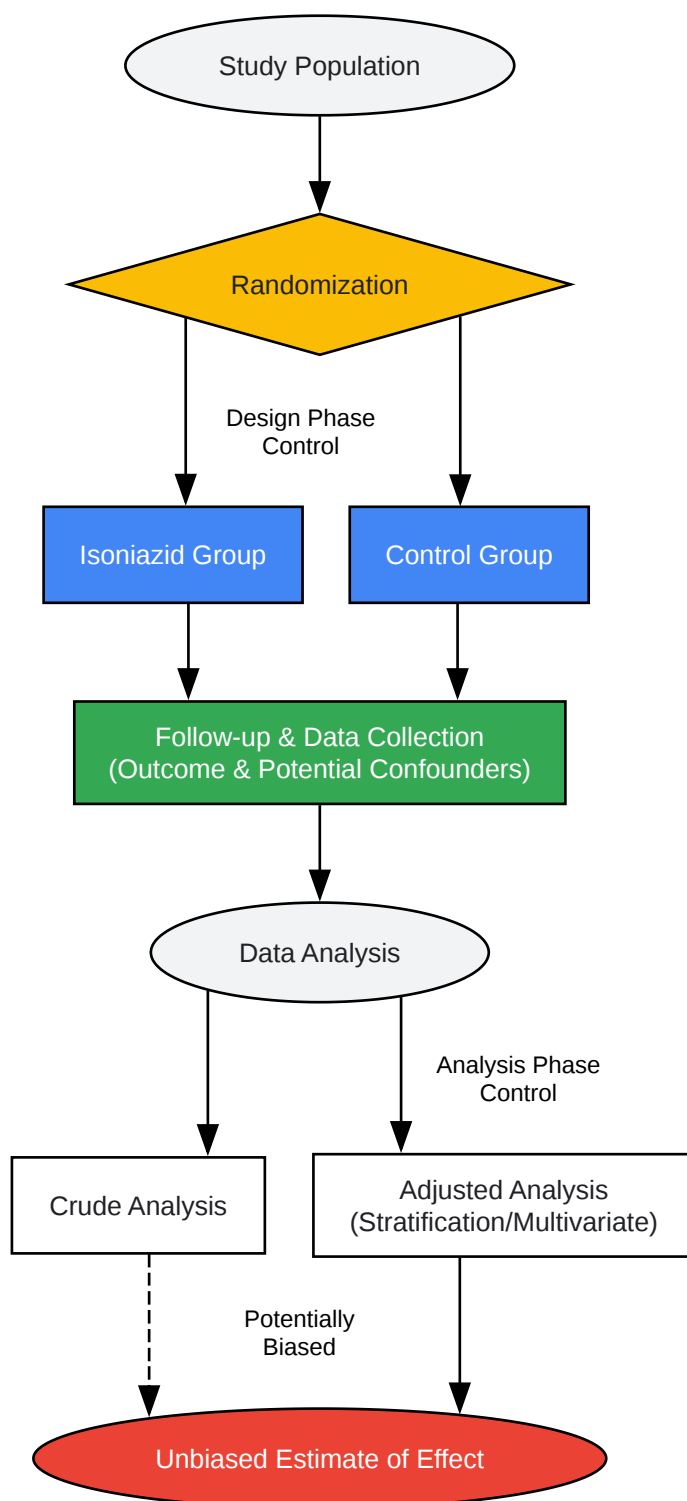 Study Population
Randomization
Design Phase
Control
Isoniazid Group
Control Group
Follow-up & Data Collection
(Outcome & Potential Confounders)
Data Analysis
Analysis Phase
Control
Crude Analysis
Adjusted Analysis
(Stratification/Multivariate)
Potentially
Biased
Unbiased Estimate of Effect